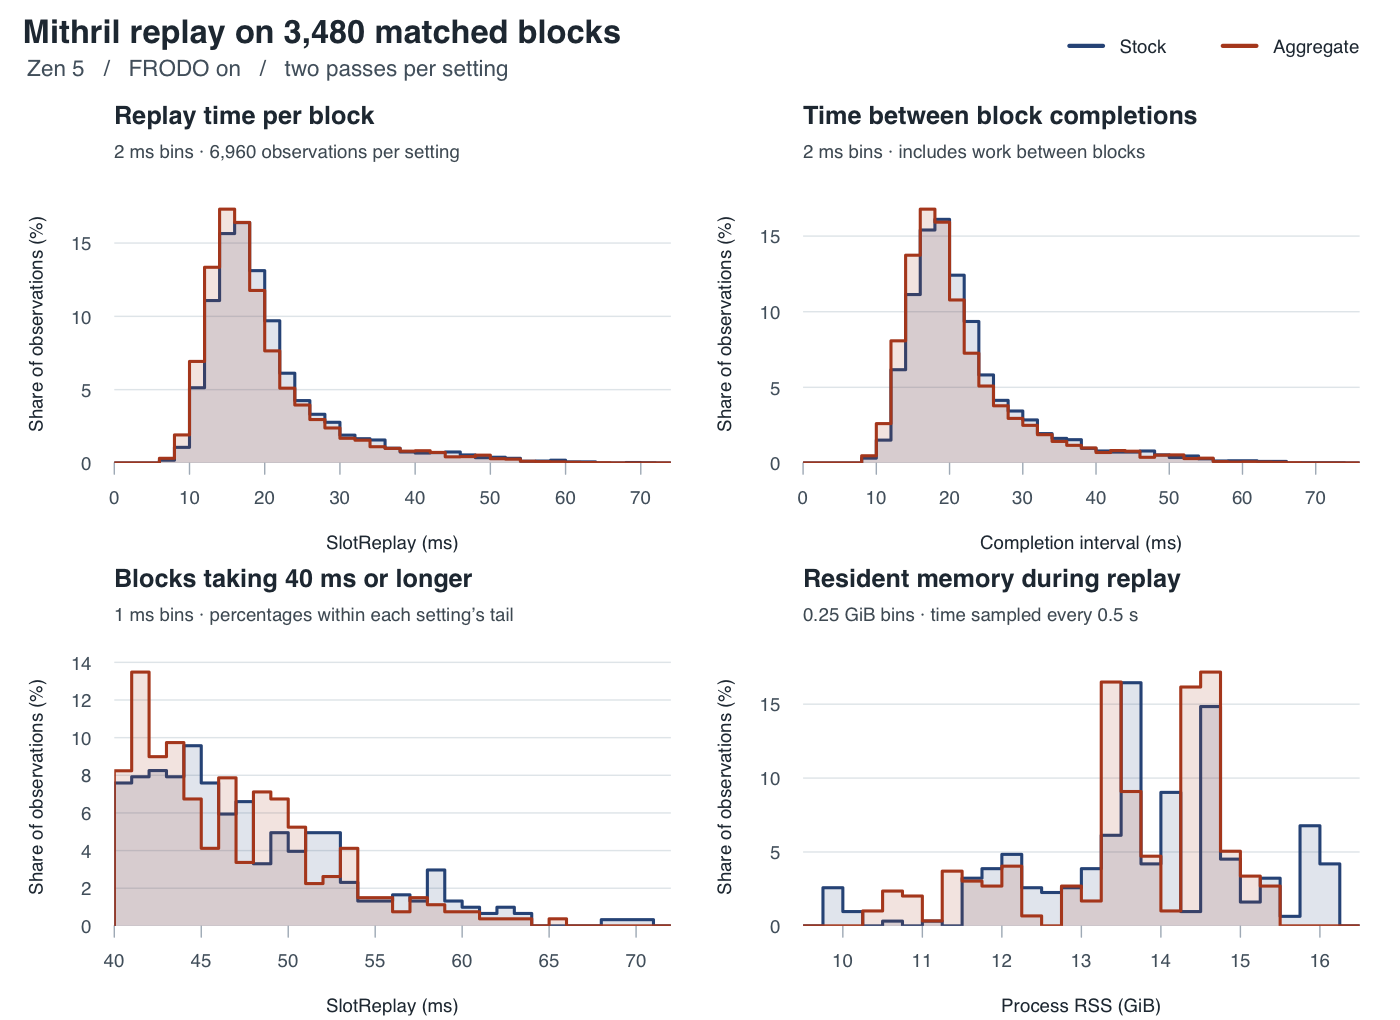 Mithril replay on 3,480 matched blocks
Zen 5 / FRODO on / two passes per setting
Stock
Aggregate
Replay time per block
2 ms bins · 6,960 observations per setting
Share of observations (%)
15
10
5
0
0 10 20 30 40 50 60 70
SlotReplay (ms)
Time between block completions
2 ms bins · includes work between blocks
Share of observations (%)
15
10
5
0
0 10 20 30 40 50 60 70
Completion interval (ms)
Blocks taking 40 ms or longer
1 ms bins · percentages within each setting’s tail
Share of observations (%)
14
12
10
8
6
4
2
0
40 45 50 55 60 65 70
SlotReplay (ms)
Resident memory during replay
0.25 GiB bins · time sampled every 0.5 s
Share of observations (%)
15
10
5
0
10 11 12 13 14 15 16
Process RSS (GiB)